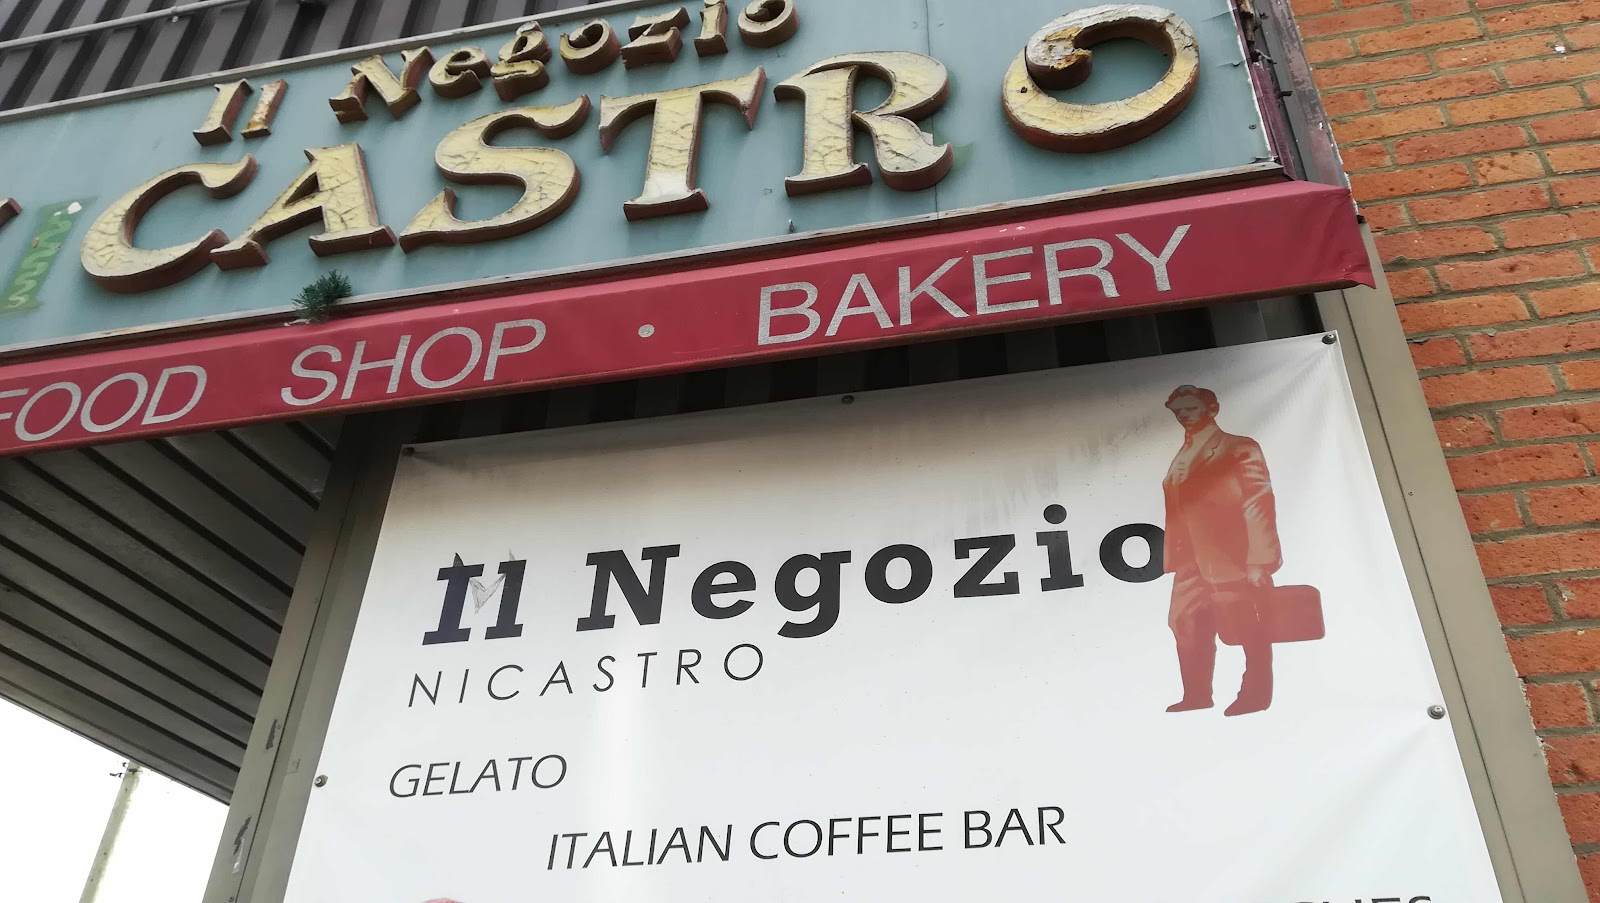 Il Negozio
CASTRO
FOOD SHOP · BAKERY
Il Negozio
NICASTRO
GELATO
ITALIAN COFFEE BAR